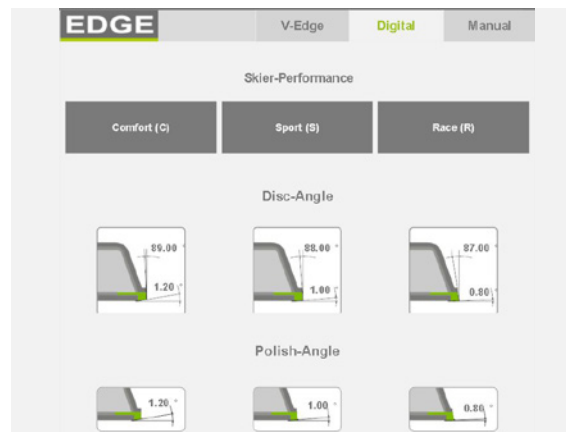 EDGE V-Edge Digital Manual
Skier-Performance
Comfort (C) Sport (S) Race (R)
Disc-Angle
89.00 ° 88.00 ° 87.00 °
1.20 ° 1.00 ° 0.80 °
Polish-Angle
1.20 ° 1.00 ° 0.80 °